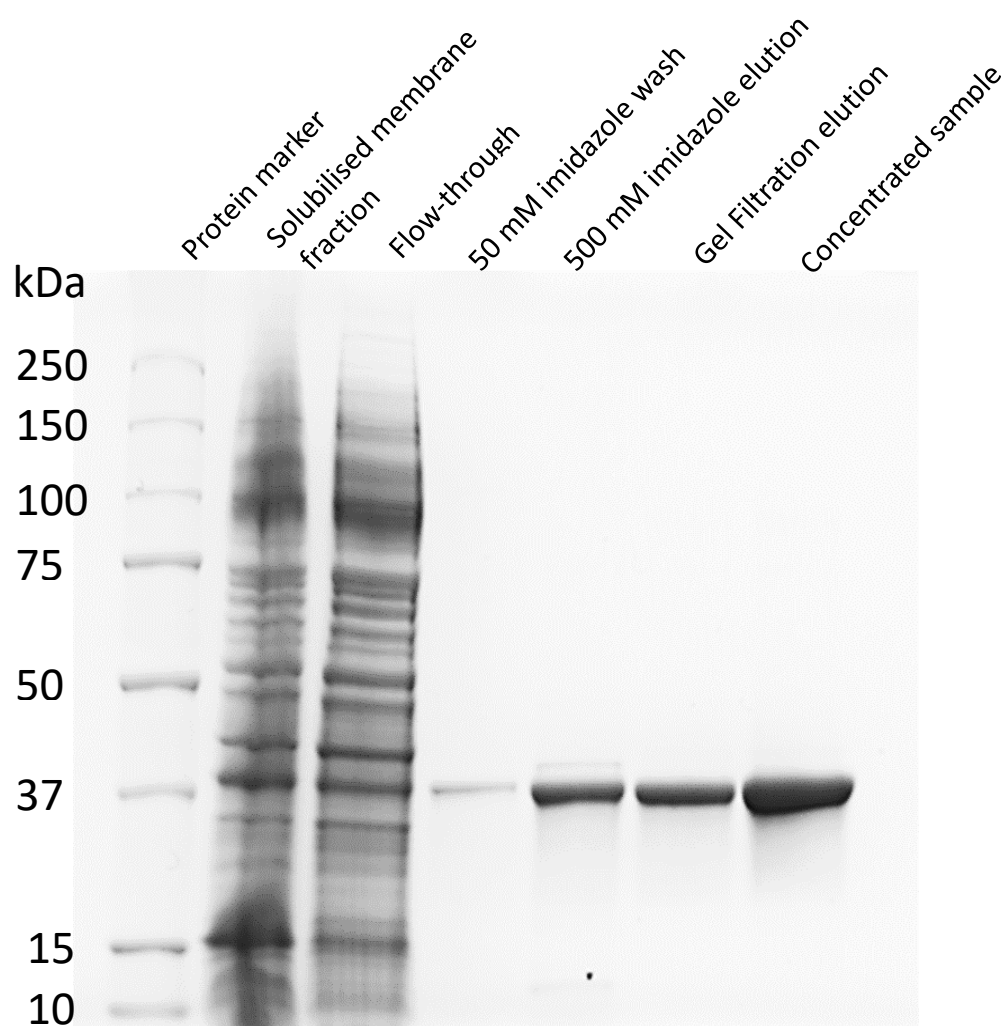 Protein marker
Solubilised membrane
fraction
Flow-through
50 mM imidazole wash
500 mM imidazole elution
Gel Filtration elution
Concentrated sample
kDa
250
150
100
75
50
37
15
10